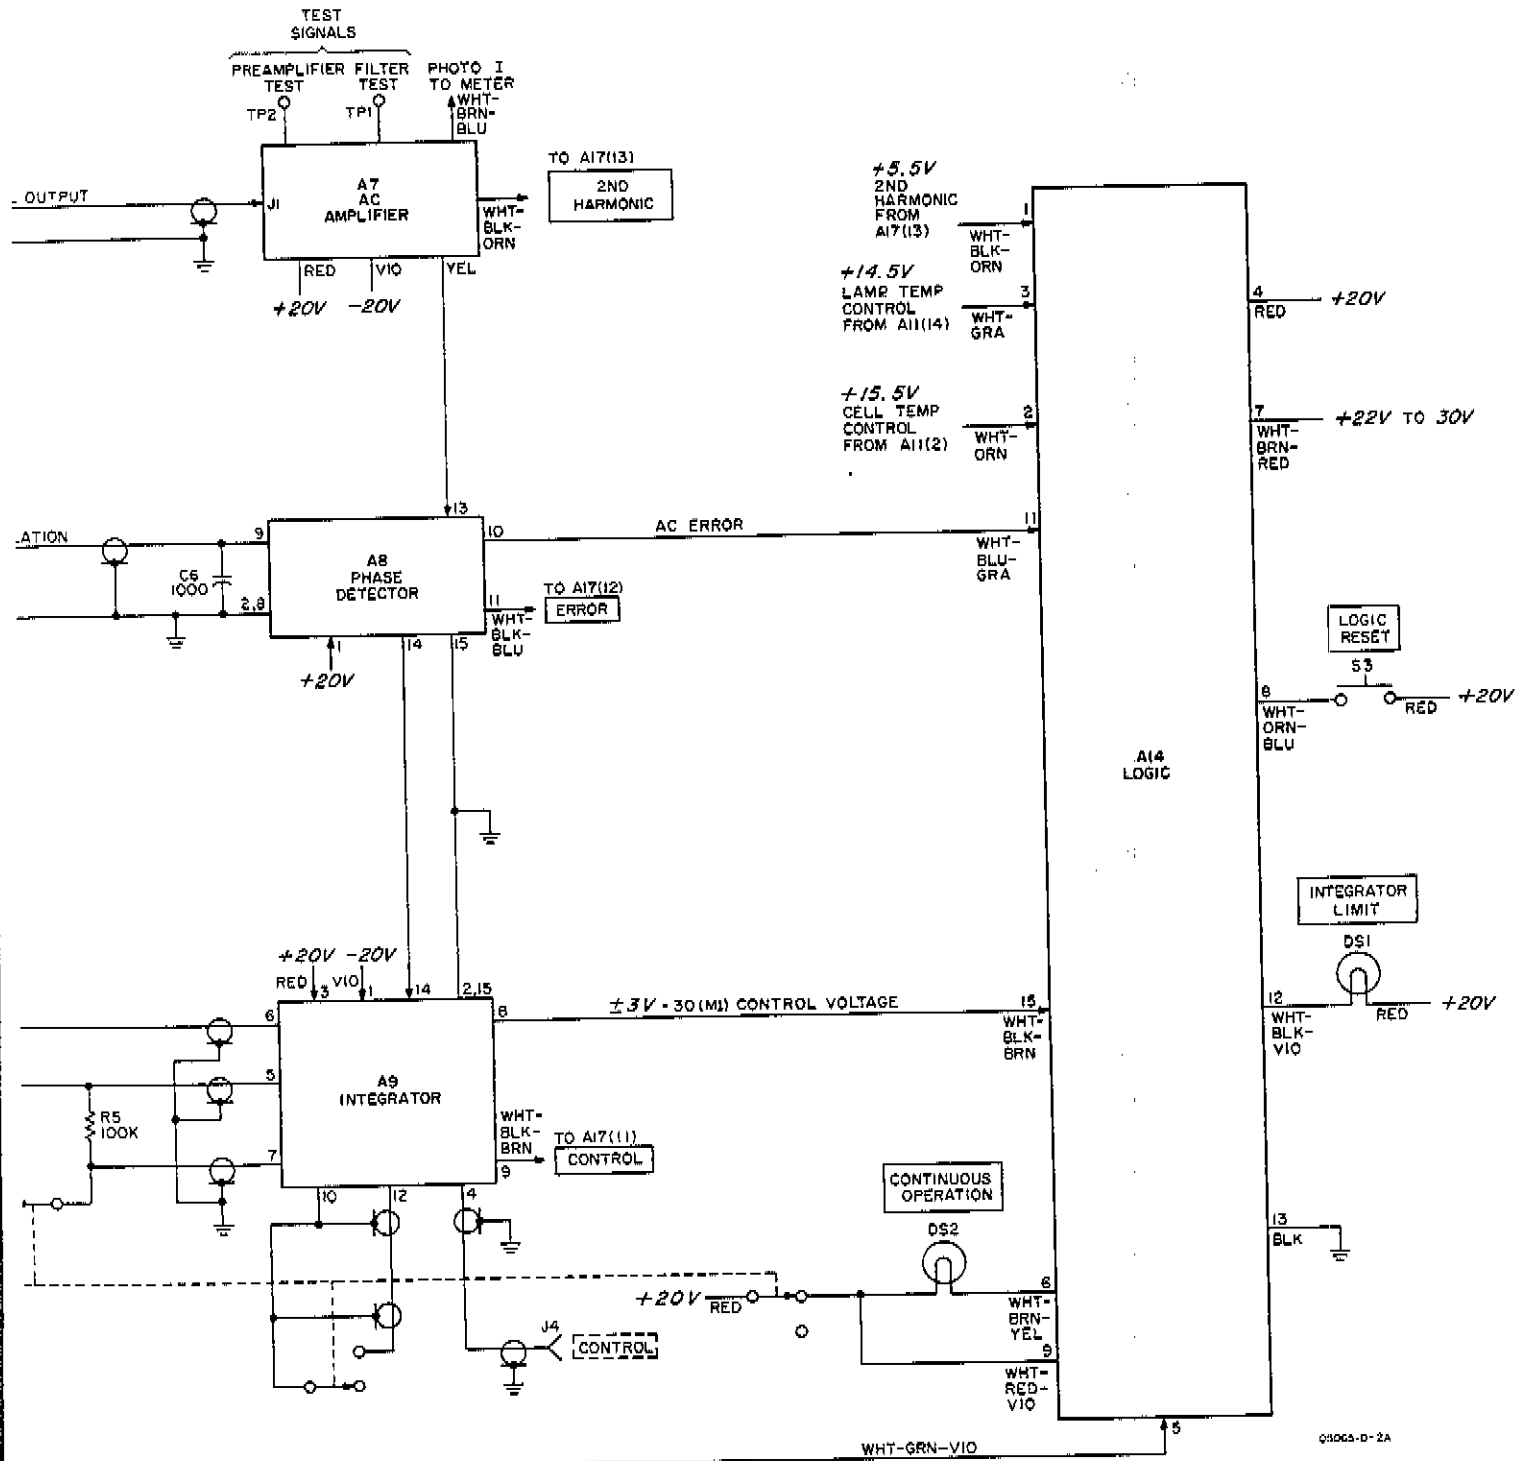 TEST
SIGNALS
PREAMPLIFIER FILTER
TEST TEST
TP2 TP1
PHOTO I
TO METER
WHT-
BRN-
BLU
OUTPUT
J1
A7
AC
AMPLIFIER
TO A17(13)
2ND
HARMONIC
WHT-
BLK-
ORN
RED VIO YEL
+20V -20V
+5.5V
2ND
HARMONIC
FROM
A17(13)
1
WHT-
BLK-
ORN
+14.5V
LAMP TEMP
CONTROL
FROM A11(14)
3
WHT-
GRA
+15.5V
CELL TEMP
CONTROL
FROM A11(2)
2
WHT-
ORN
4
RED
+20V
7
WHT-
BRN-
RED
+22V TO 30V
ATION
C6
1000
9
2,8
A8
PHASE
DETECTOR
13
10
AC ERROR
11
WHT-
BLU-
GRA
11
WHT-
BLK-
BLU
TO A17(12)
ERROR
1
14
15
+20V
LOGIC
RESET
S3
8
WHT-
ORN-
BLU
RED
+20V
A14
LOGIC
INTEGRATOR
LIMIT
DS1
12
WHT-
BLK-
VIO
RED
+20V
+20V -20V
RED VIO
3 1 14 2,15
6
5
7
8
±3V - 30(M1) CONTROL VOLTAGE
15
WHT-
BLK-
BRN
A9
INTEGRATOR
R5
100K
WHT-
BLK-
BRN
9
TO A17(11)
CONTROL
10 12 4
CONTINUOUS
OPERATION
DS2
13
BLK
+20V
RED
6
WHT-
BRN-
YEL
9
WHT-
RED-
VIO
J4
CONTROL
WHT-GRN-VIO
5